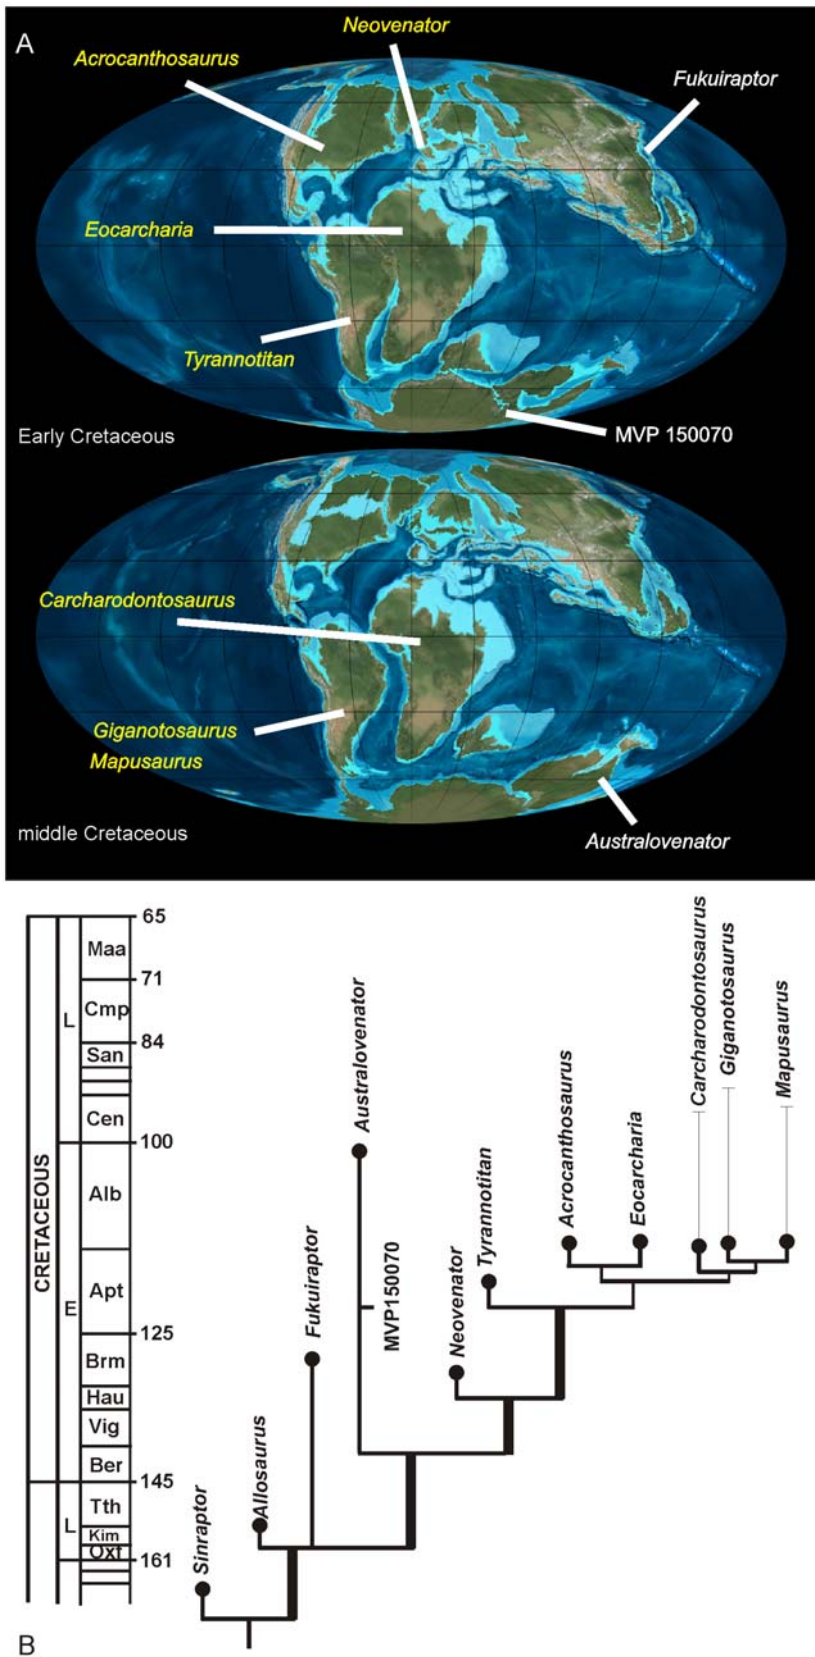 A
Neovenator
Acrocanthosaurus
Fukuiraptor
Eocarcharia
Tyrannotitan
Early Cretaceous
MVP 150070
Carcharodontosaurus
Giganotosaurus
Mapusaurus
middle Cretaceous
Australovenator
65
Maa
71
Cmp
L
84
San
Cen
100
CRETACEOUS
Alb
E
Apt
125
Brm
Hau
Vlg
Ber
145
Tth
L
Kim
Oxf
161
Sinraptor
Allosaurus
Fukuiraptor
Australovenator
MVP150070
Neovenator
Tyrannotitan
Acrocanthosaurus
Eocarcharia
Carcharodontosaurus
Giganotosaurus
Mapusaurus
B